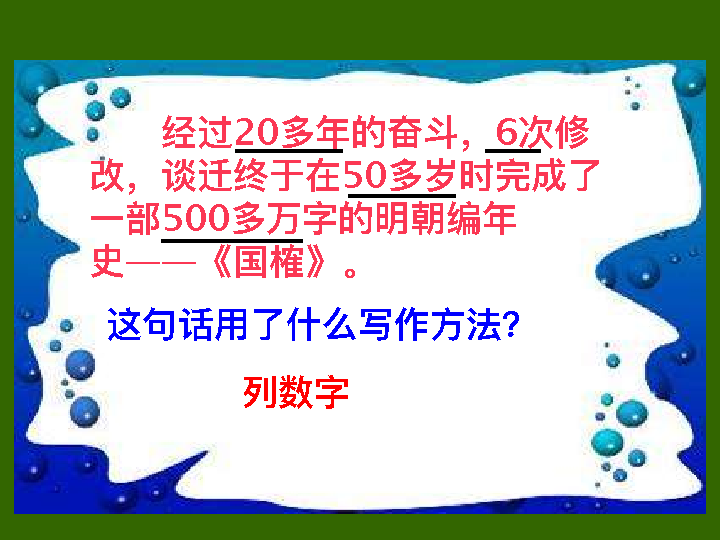 经过20多年的奋斗，6次修
改，谈迁终于在50多岁时完成了
一部500多万字的明朝编年
史——《国榷》。
这句话用了什么写作方法？
列数字